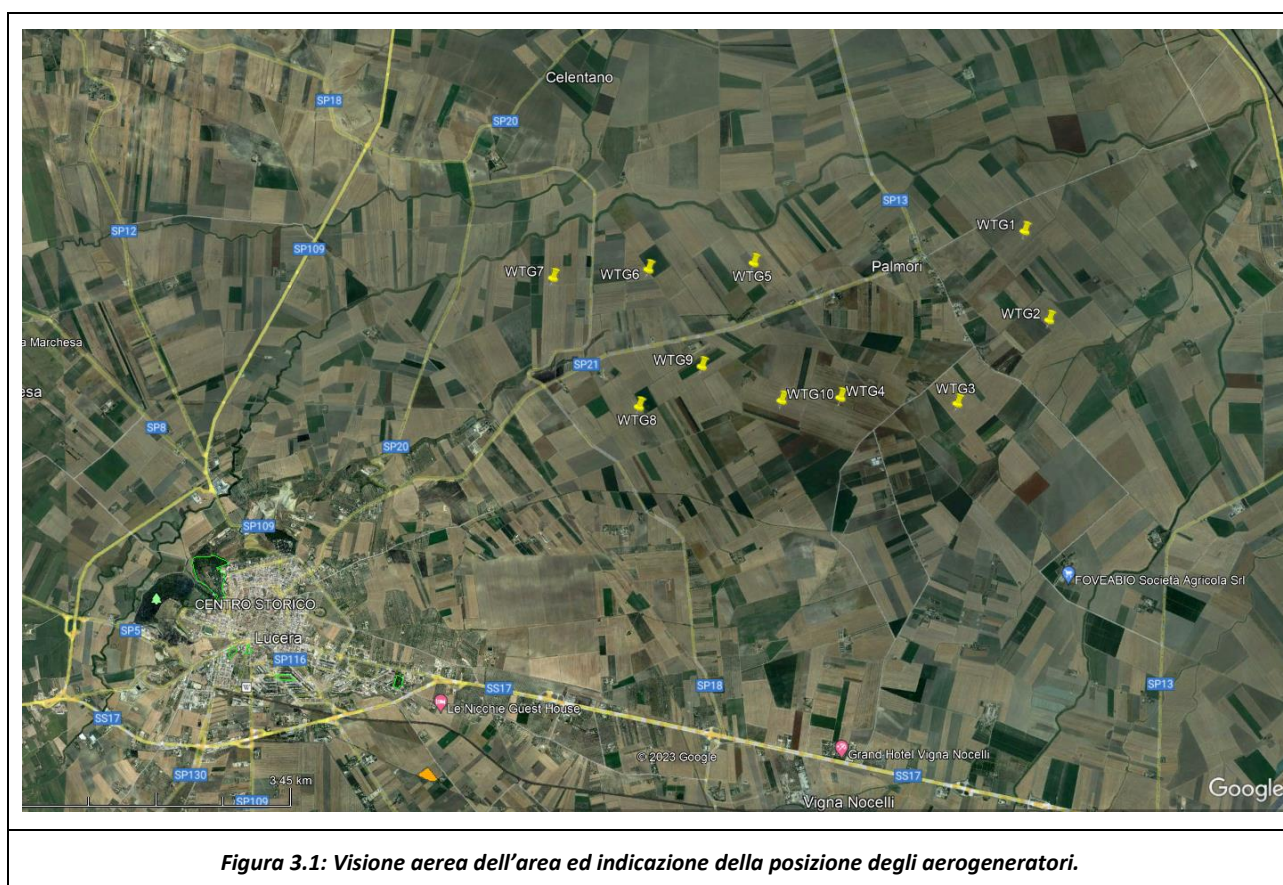 Celentano
SP18
SP20
SP13
WTG1
SP12
SP109
WTG7
WTG6
WTG5
Palmori
WTG2
a Marchesa
SP21
WTG9
esa
WTG10
WTG4
WTG3
WTG8
SP8
SP20
SP109
FOVEABIO Società Agricola Srl
CENTRO STORICO
SP5
Lucera
SP116
SS17
SP18
SP13
Le Nicchie Guest House
SS17
© 2023 Google
Grand Hotel Vigna Nocelli
SP130
3.45 km
SS17
Google
SP109
Vigna Nocelli
Figura 3.1: Visione aerea dell'area ed indicazione della posizione degli aerogeneratori.